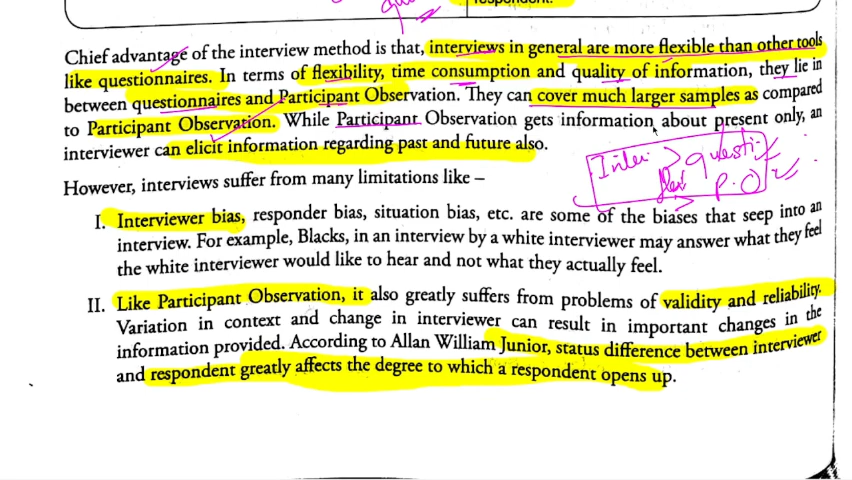 respondent.
Chief advantage of the interview method is that, interviews in general are more flexible than other tools
like questionnaires. In terms of flexibility, time consumption and quality of information, they lie in
between questionnaires and Participant Observation. They can cover much larger samples as compared
to Participant Observation. While Participant Observation gets information about present only, an
interviewer can elicit information regarding past and future also.
Inter > questi
P.O
However, interviews suffer from many limitations like –
I. Interviewer bias, responder bias, situation bias, etc. are some of the biases that seep into an
interview. For example, Blacks, in an interview by a white interviewer may answer what they feel
the white interviewer would like to hear and not what they actually feel.
II. Like Participant Observation, it also greatly suffers from problems of validity and reliability.
Variation in context and change in interviewer can result in important changes in the
information provided. According to Allan William Junior, status difference between interviewer
and respondent greatly affects the degree to which a respondent opens up.